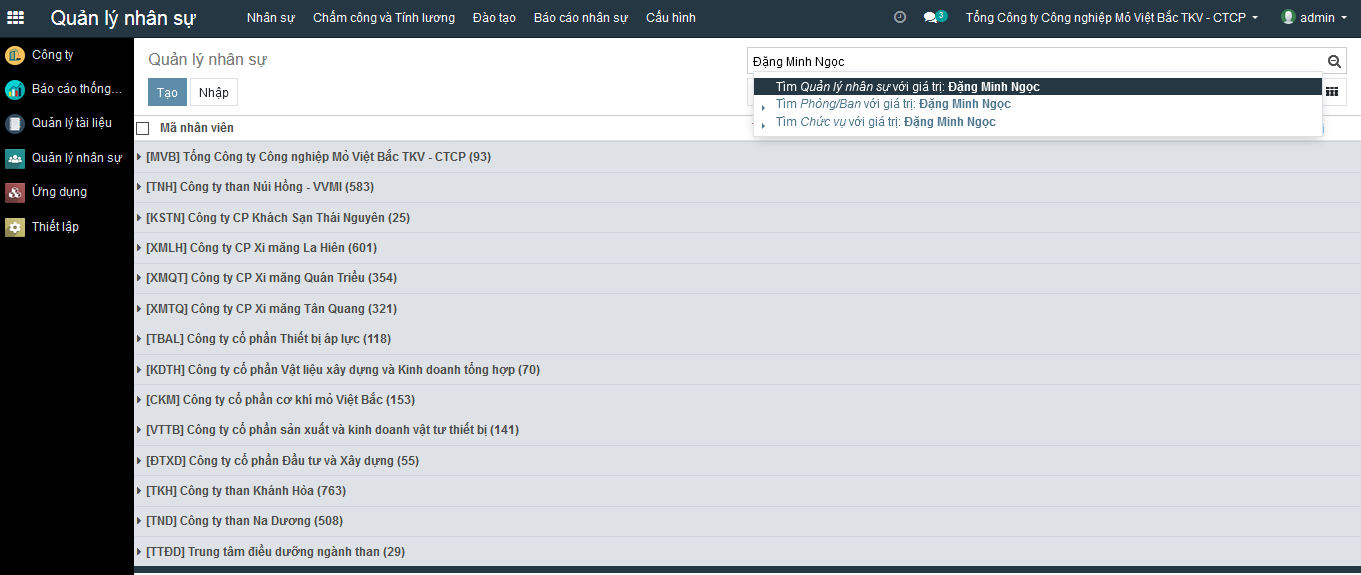 Quản lý nhân sự Nhân sự Chấm công và Tính lương Đào tạo Báo cáo nhân sự Cấu hình 3 Tổng Công ty Công nghiệp Mỏ Việt Bắc TKV - CTCP admin
Công ty
Báo cáo thống...
Quản lý tài liệu
Quản lý nhân sự
Ứng dụng
Thiết lập
Quản lý nhân sự
Đặng Minh Ngọc
Tạo Nhập
Tìm Quản lý nhân sự với giá trị: Đặng Minh Ngọc
Tìm Phòng/Ban với giá trị: Đặng Minh Ngọc
Tìm Chức vụ với giá trị: Đặng Minh Ngọc
Mã nhân viên
[MVB] Tổng Công ty Công nghiệp Mỏ Việt Bắc TKV - CTCP (93)
[TNH] Công ty than Núi Hồng - VVMI (583)
[KSTN] Công ty CP Khách Sạn Thái Nguyên (25)
[XMLH] Công ty CP Xi măng La Hiên (601)
[XMQT] Công ty CP Xi măng Quán Triều (354)
[XMTQ] Công ty CP Xi măng Tân Quang (321)
[TBAL] Công ty cổ phần Thiết bị áp lực (118)
[KDTH] Công ty cổ phần Vật liệu xây dựng và Kinh doanh tổng hợp (70)
[CKM] Công ty cổ phần cơ khí mỏ Việt Bắc (153)
[VTTB] Công ty cổ phần sản xuất và kinh doanh vật tư thiết bị (141)
[ĐTXD] Công ty cổ phần Đầu tư và Xây dựng (55)
[TKH] Công ty than Khánh Hòa (763)
[TND] Công ty than Na Dương (508)
[TTĐD] Trung tâm điều dưỡng ngành than (29)